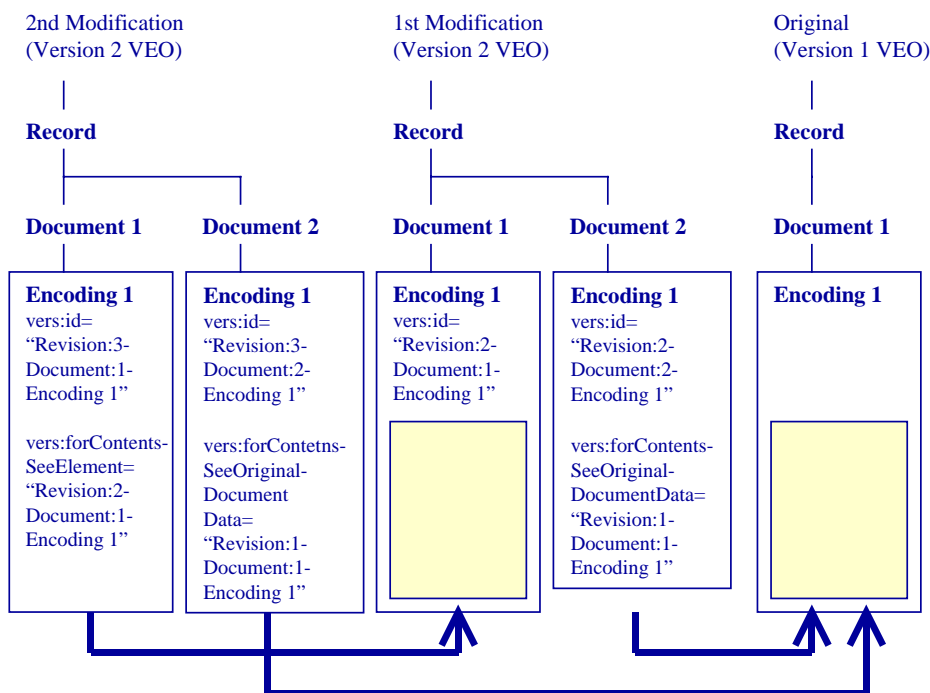 2nd Modification
(Version 2 VEO)
1st Modification
(Version 2 VEO)
Original
(Version 1 VEO)
Record
Record
Record
Document 1
Document 2
Document 1
Document 2
Document 1
Encoding 1
vers:id=
“Revision:3-
Document:1-
Encoding 1”
vers:forContents-
SeeElement=
“Revision:2-
Document:1-
Encoding 1”
Encoding 1
vers:id=
“Revision:3-
Document:2-
Encoding 1”
vers:forContetns-
SeeOriginal-
Document
Data=
“Revision:1-
Document:1-
Encoding 1”
Encoding 1
vers:id=
“Revision:2-
Document:1-
Encoding 1”
Encoding 1
vers:id=
“Revision:2-
Document:2-
Encoding 1”
vers:forContents-
SeeOriginal-
DocumentData=
“Revision:1-
Document:1-
Encoding 1”
Encoding 1